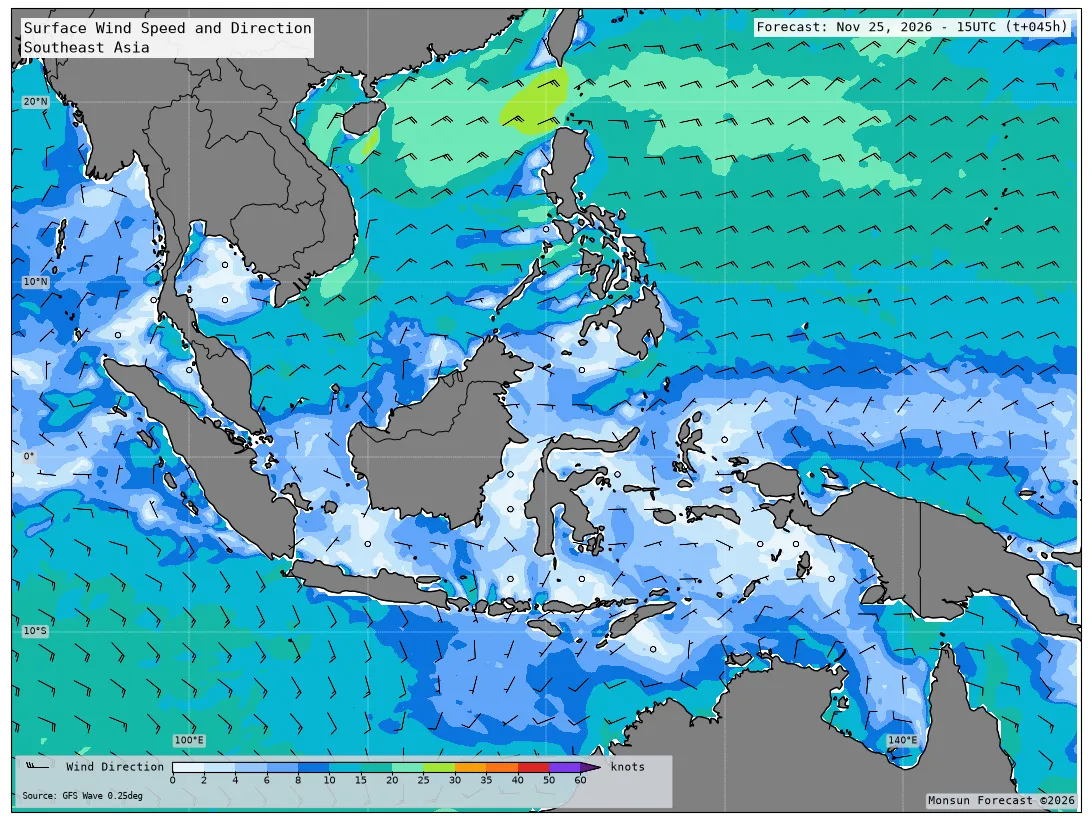 Surface Wind Speed and Direction
Southeast Asia
Forecast: Nov 25, 2026 - 15UTC (t+045h)
20°N
10°N
0°
10°S
100°E
140°E
Wind Direction
0 2 4 6 8 10 15 20 25 30 35 40 50 60
knots
Source: GFS Wave 0.25deg
Monsun Forecast ©2026